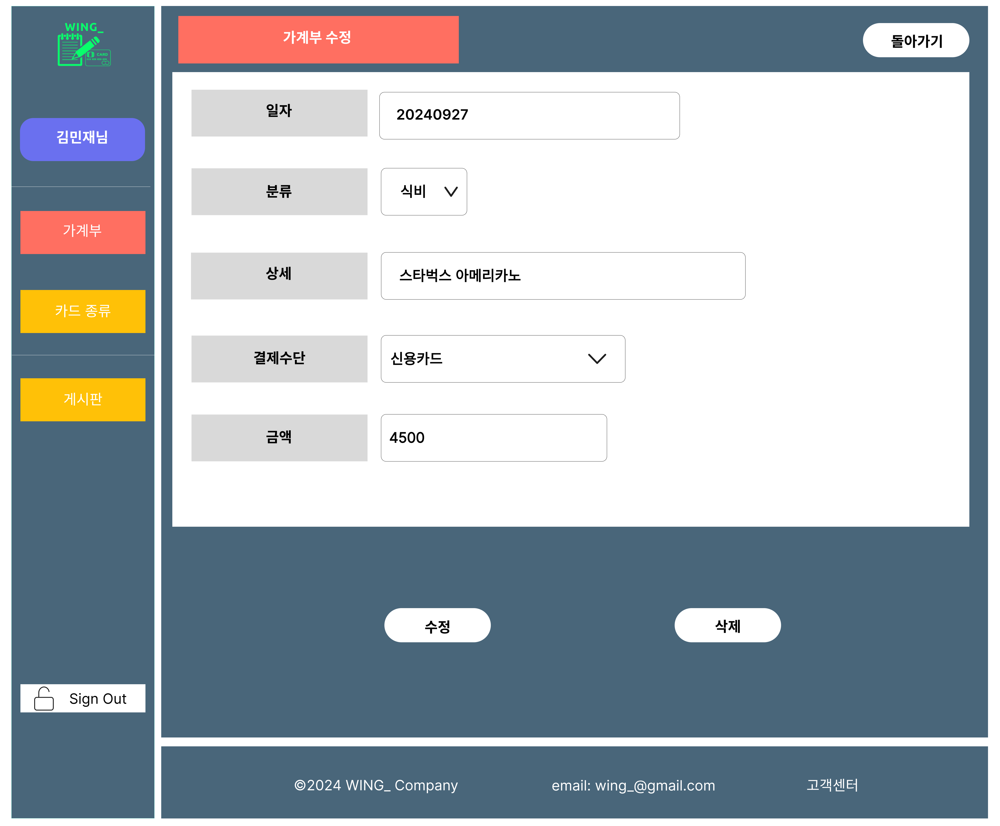 WING_
CARD
김민재님
가계부
카드 종류
게시판
Sign Out
가계부 수정
돌아가기
일자
20240927
분류
식비
상세
스타벅스 아메리카노
결제수단
신용카드
금액
4500
수정
삭제
©2024 WING_ Company
email: wing_@gmail.com
고객센터